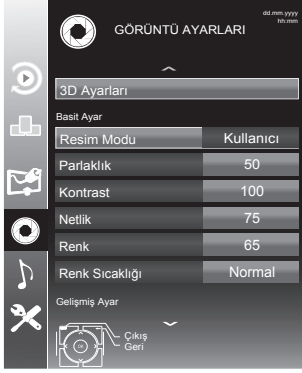 GÖRÜNTÜ AYARLARI
dd.mm.yyyy
hh:mm
3D Ayarları
Basit Ayar
Resim Modu Kullanıcı
Parlaklık 50
Kontrast 100
Netlik 75
Renk 65
Renk Sıcaklığı Normal
Gelişmiş Ayar
OK
Çıkış
Geri